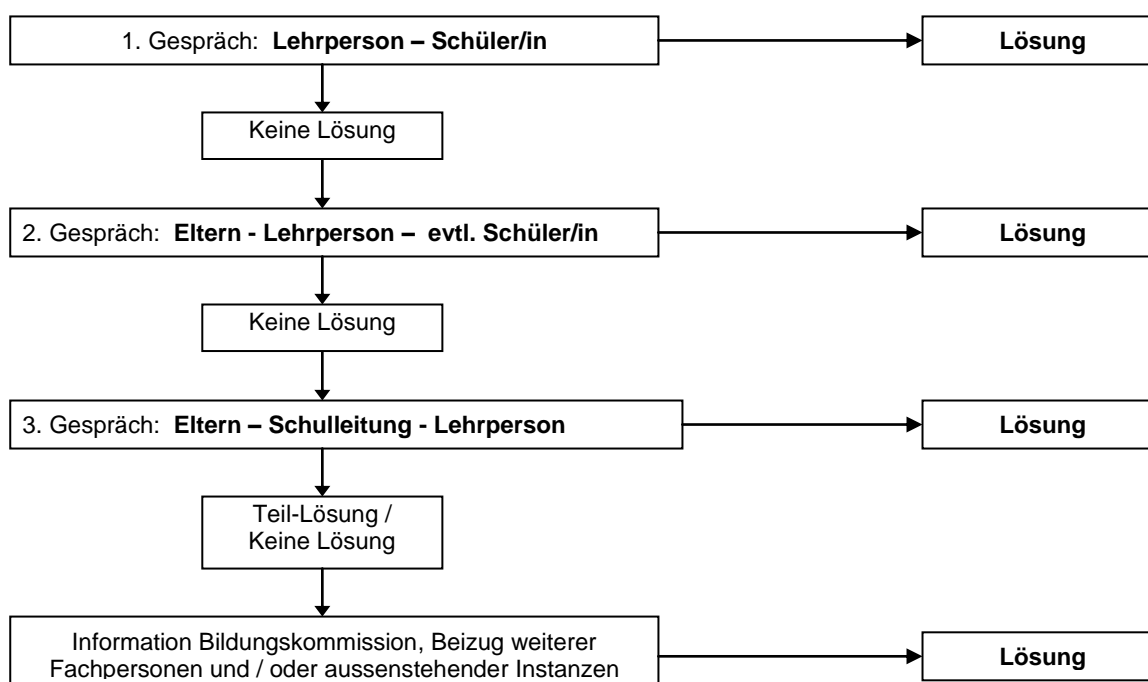 1. Gespräch: Lehrperson – Schüler/in
Lösung
Keine Lösung
2. Gespräch: Eltern - Lehrperson – evtl. Schüler/in
Lösung
Keine Lösung
3. Gespräch: Eltern – Schulleitung - Lehrperson
Lösung
Teil-Lösung /
Keine Lösung
Information Bildungskommission, Beizug weiterer
Fachpersonen und / oder aussenstehender Instanzen
Lösung